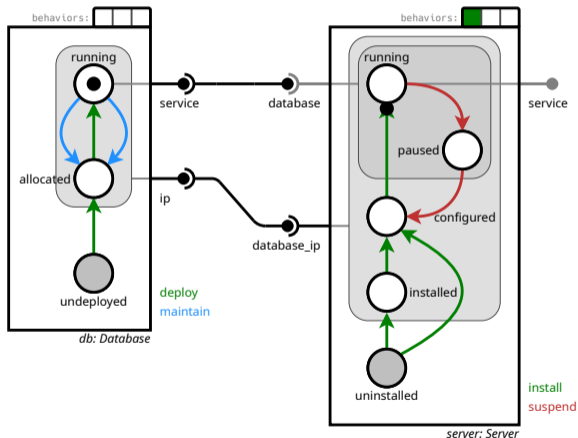 behaviors:
behaviors:
running
running
service
database
service
paused
allocated
ip
configured
database_ip
undeployed
deploy
installed
maintain
db: Database
uninstalled
install
suspend
server: Server